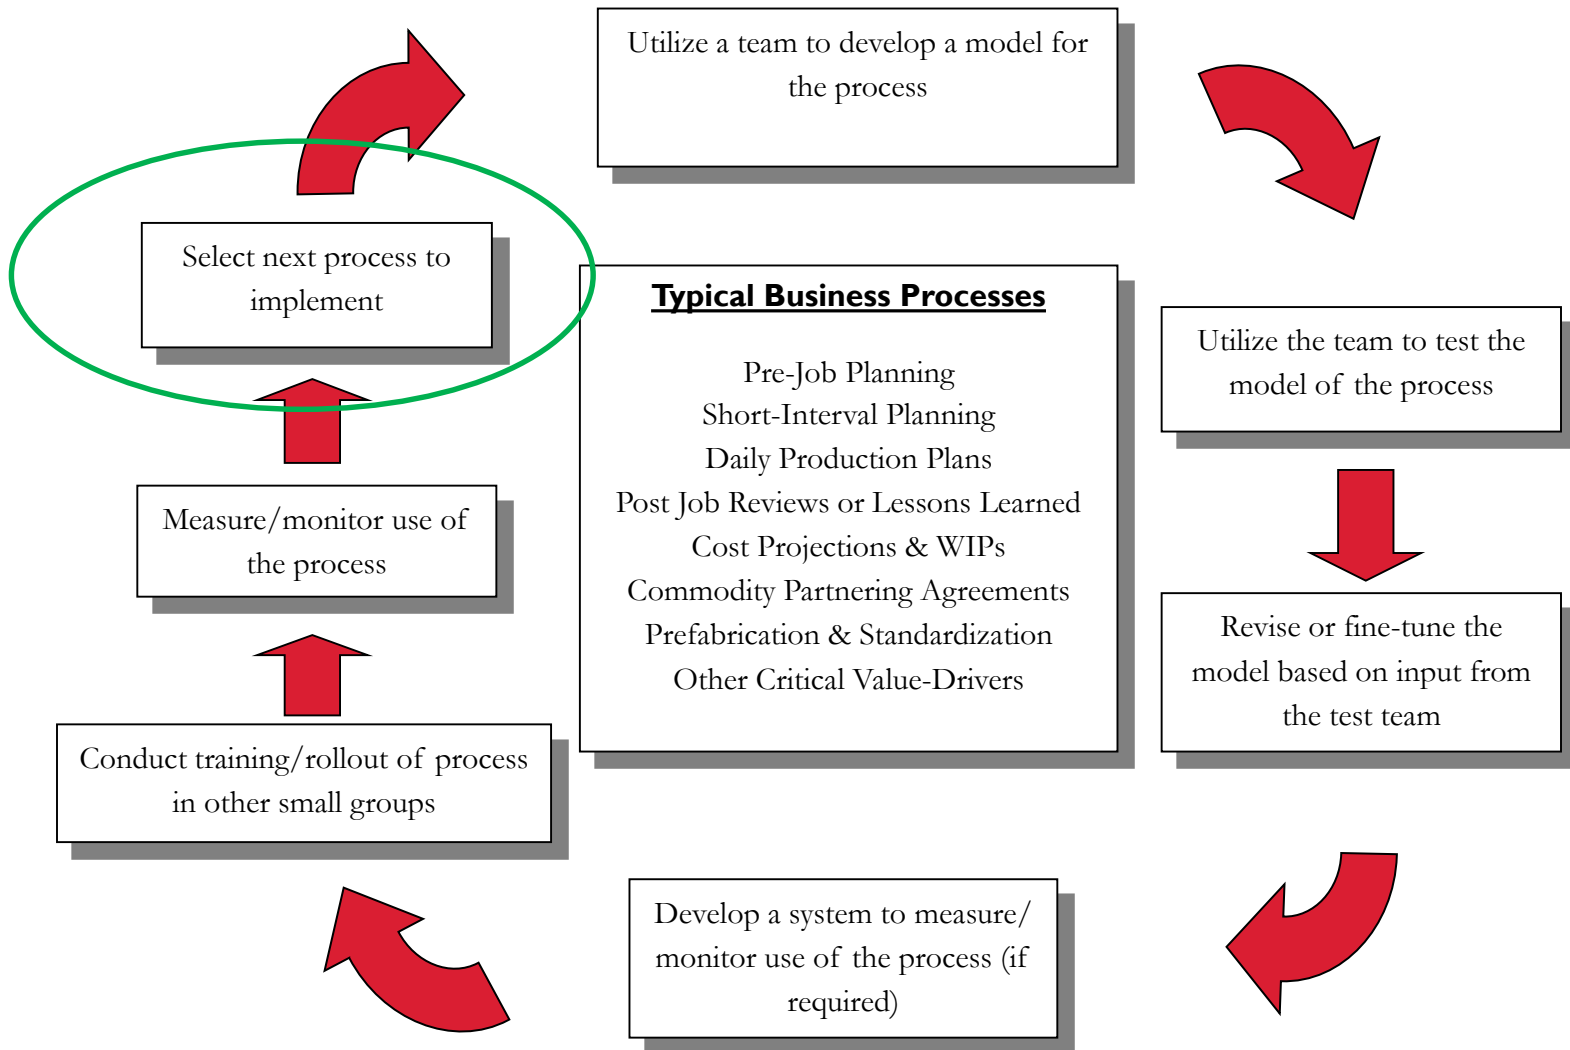 Utilize a team to develop a model for
the process
Select next process to
implement
Typical Business Processes
Pre-Job Planning
Short-Interval Planning
Daily Production Plans
Post Job Reviews or Lessons Learned
Cost Projections & WIPs
Commodity Partnering Agreements
Prefabrication & Standardization
Other Critical Value-Drivers
Utilize the team to test the
model of the process
Measure/monitor use of
the process
Revise or fine-tune the
model based on input from
the test team
Conduct training/rollout of process
in other small groups
Develop a system to measure/
monitor use of the process (if
required)